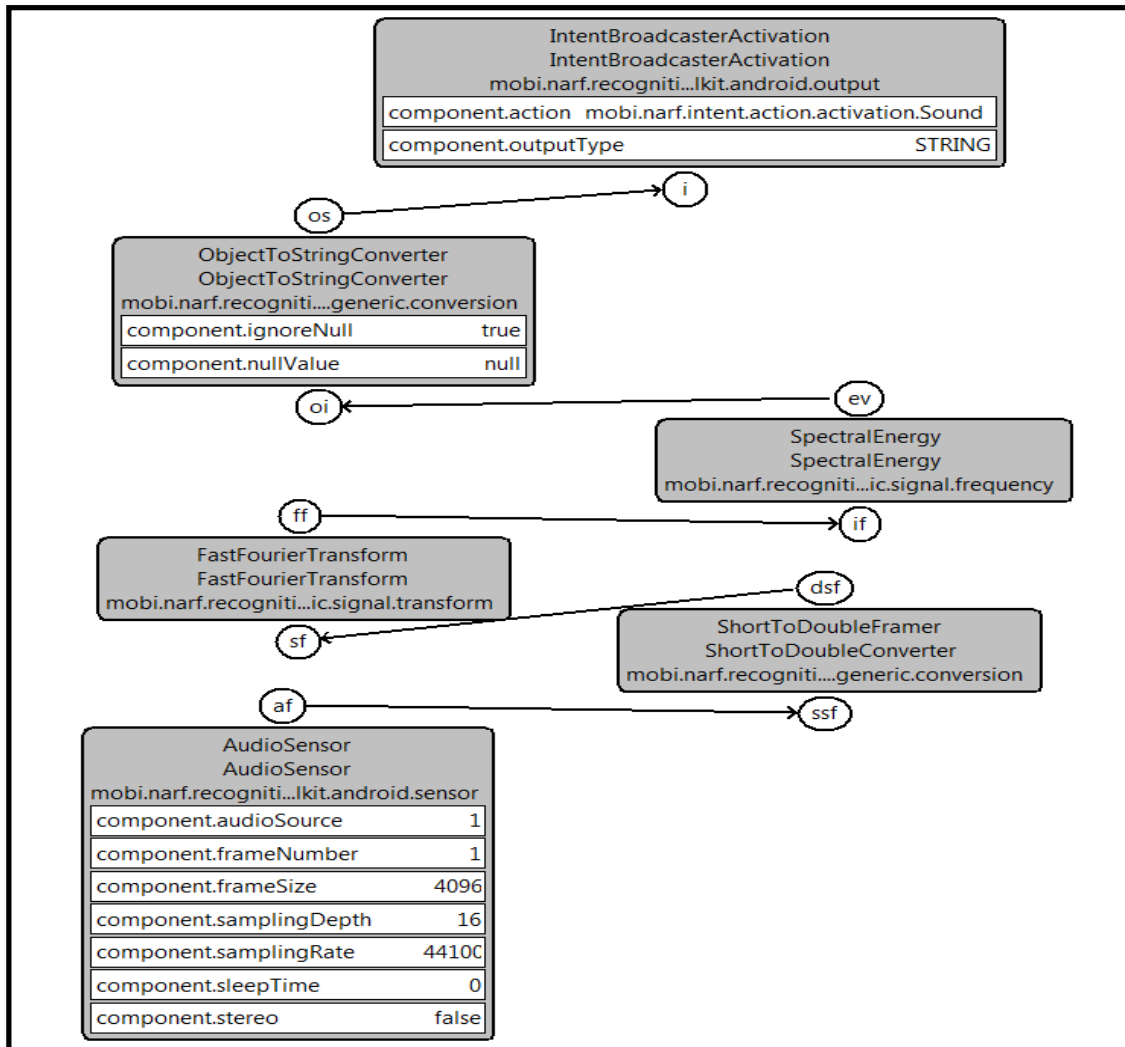 IntentBroadcasterActivation
IntentBroadcasterActivation
mobi.narf.recogniti...lkit.android.output
component.action mobi.narf.intent.action.activation.Sound
component.outputType STRING
i
os
ObjectToStringConverter
ObjectToStringConverter
mobi.narf.recogniti....generic.conversion
component.ignoreNull true
component.nullValue null
oi
ev
SpectralEnergy
SpectralEnergy
mobi.narf.recogniti...ic.signal.frequency
ff
if
FastFourierTransform
FastFourierTransform
mobi.narf.recogniti...ic.signal.transform
dsf
sf
ShortToDoubleFramer
ShortToDoubleConverter
mobi.narf.recogniti....generic.conversion
af
ssf
AudioSensor
AudioSensor
mobi.narf.recogniti...lkit.android.sensor
component.audioSource 1
component.frameNumber 1
component.frameSize 4096
component.samplingDepth 16
component.samplingRate 44100
component.sleepTime 0
component.stereo false